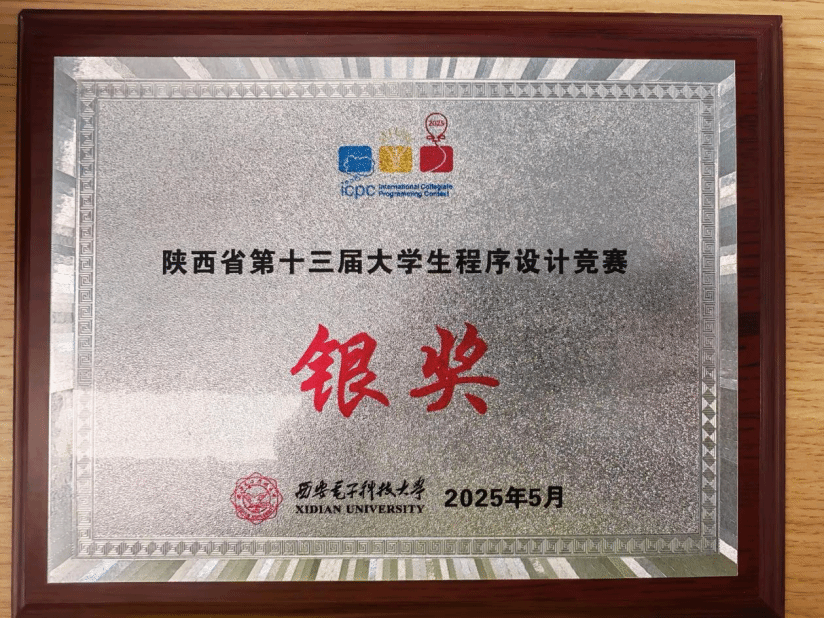 2025
icpc International Collegiate
Programming Contest
陕西省第十三届大学生程序设计竞赛
银奖
西安电子科技大学
XIDIAN UNIVERSITY
2025年5月